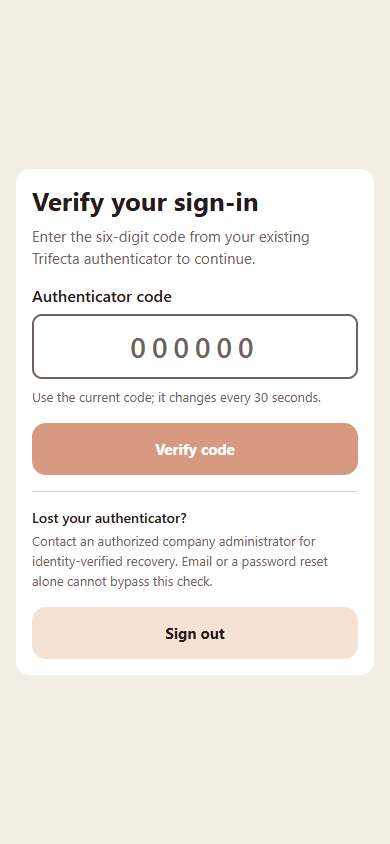 Verify your sign-in
Enter the six-digit code from your existing
Trifecta authenticator to continue.
Authenticator code
000000
Use the current code; it changes every 30 seconds.
Verify code
Lost your authenticator?
Contact an authorized company administrator for
identity-verified recovery. Email or a password reset
alone cannot bypass this check.
Sign out